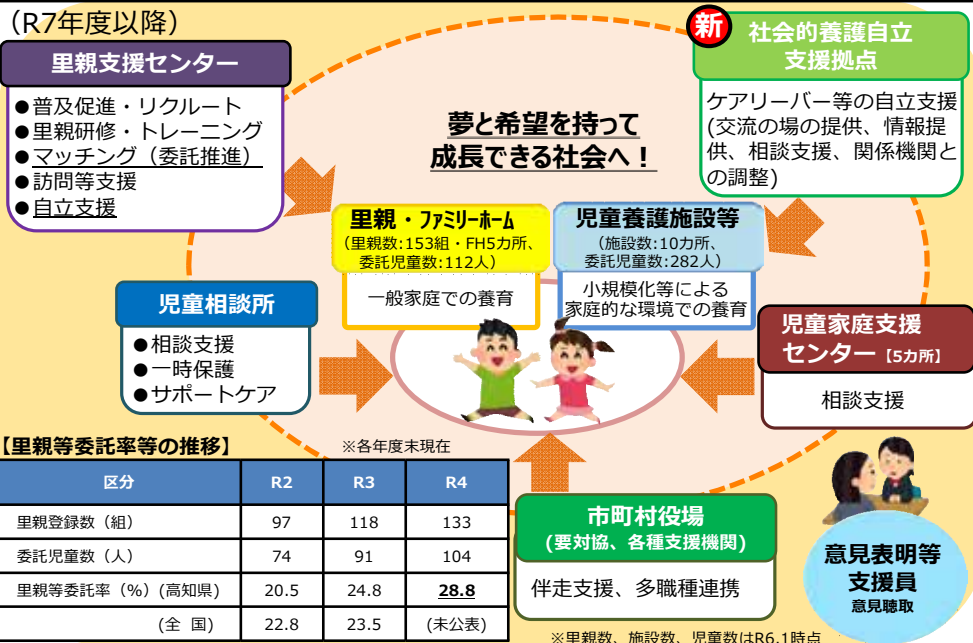 （R7年度以降）
里親支援センター
●普及促進・リクルート
●里親研修・トレーニング
●マッチング（委託推進）
●訪問等支援
●自立支援
新
社会的養護自立
支援拠点
ケアリーバー等の自立支援
(交流の場の提供、情報提
供、相談支援、関係機関と
の調整)
夢と希望を持って
成長できる社会へ！
里親・ファミリーホーム
（里親数:153組・FH5カ所、
委託児童数:112人）
一般家庭での養育
児童養護施設等
（施設数:10カ所、
委託児童数:282人）
小規模化等による
家庭的な環境での養育
児童相談所
●相談支援
●一時保護
●サポートケア
児童家庭支援
センター【5カ所】
相談支援
【里親等委託率等の推移】 ※各年度末現在
区分 R2 R3 R4
里親登録数（組） 97 118 133
委託児童数（人） 74 91 104
里親等委託率（%）(高知県) 20.5 24.8 28.8
(全 国) 22.8 23.5 (未公表)
市町村役場
(要対協、各種支援機関)
伴走支援、多職種連携
意見表明等
支援員
意見聴取
※里親数、施設数、児童数はR6.1時点